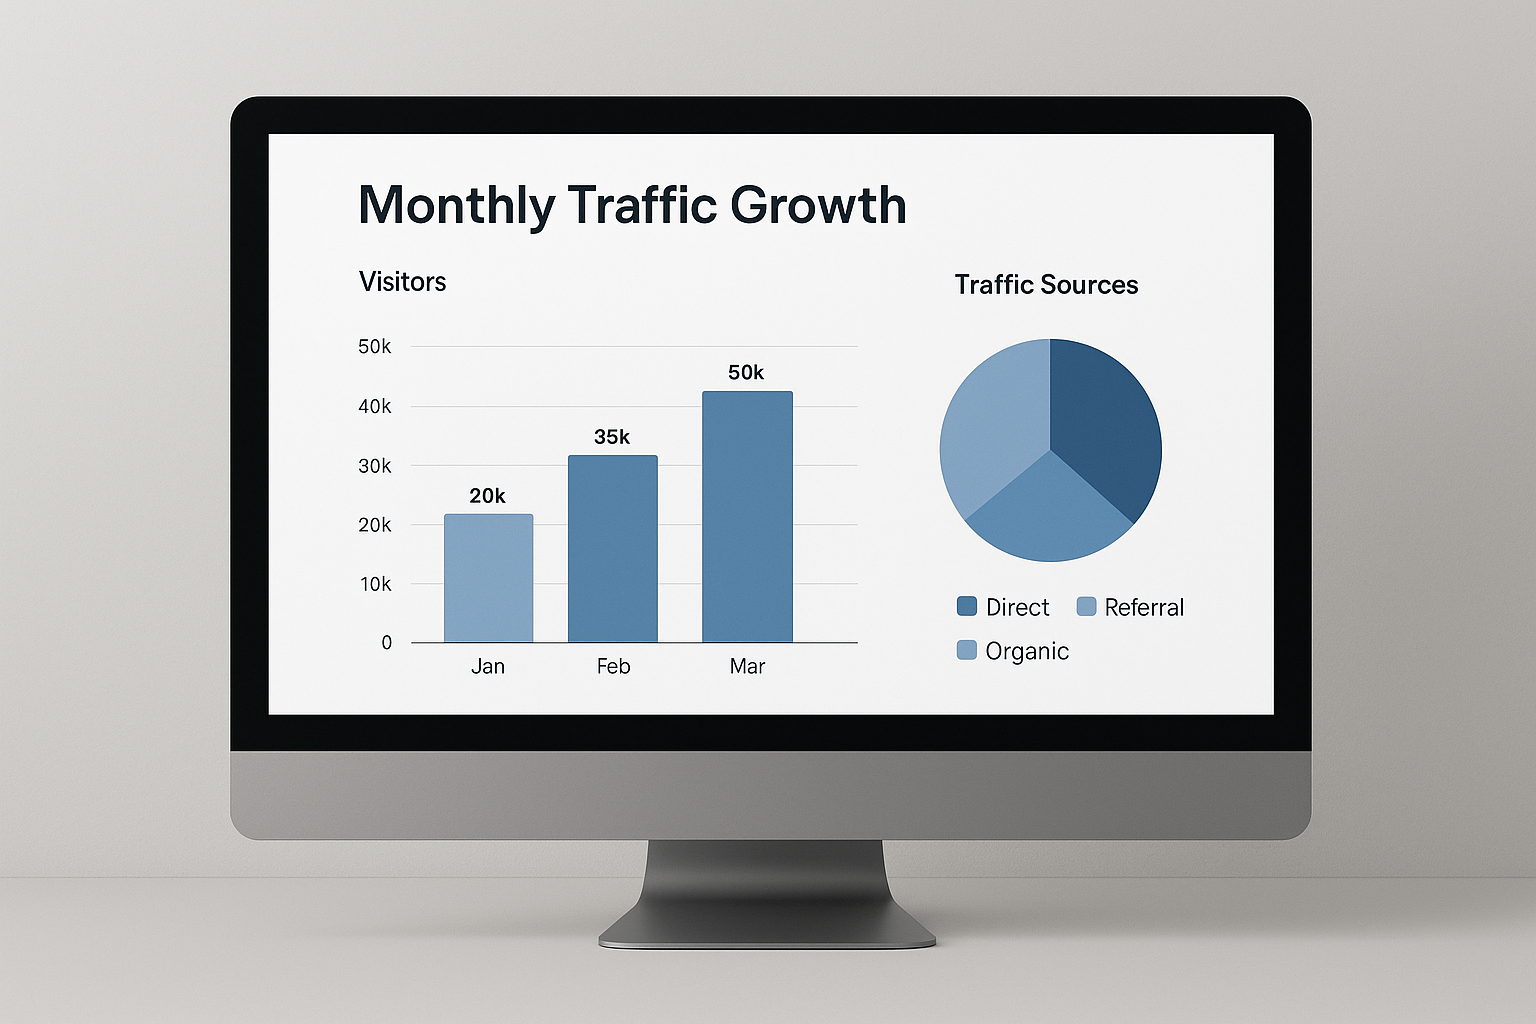 Monthly Traffic Growth
Visitors
50k
40k
30k
20k
10k
0
20k
35k
50k
Jan Feb Mar
Traffic Sources
Direct Referral
Organic